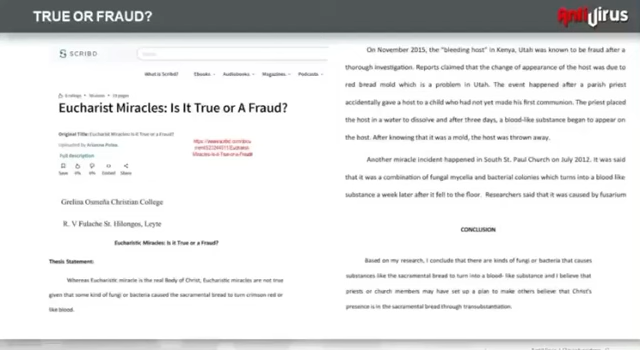 TRUE OR FRAUD?
AntiVirus
SCRIBD
What is Scribd?
Ebooks
Audiobooks
Magazines
Podcasts
Eucharist Miracles: Is It True or A Fraud?
Original Title: Eucharist Miracles Is it True or a Fraud?
Uploaded by
Full description
Save
0%
0%
Embed
Share
Grefina Osmeña Christian College
R. V Fulache St. Hilongos, Leyte
Eucharistic Miracles: Is it True or a Fraud?
Thesis Statement:
Whereas Eucharistic miracle is the real Body of Christ, Eucharistic miracles are not true
given that some kind of fungi or bacteria caused the sacramental bread to turn crimson red or
like blood.
On November 2015, the "bleeding host" in Kenya, Utah was known to be fraud after a
thorough investigation. Reports claimed that the change of appearance of the host was due to
red bread mold which is a problem in Utah. The event happened after a parish priest
accidentally gave a host to a child who had not yet made his first communion. The priest placed
the host in a water to dissolve and after three days, a blood-like substance began to appear on
the host. After knowing that it was a mold, the host was thrown away.
Another miracle incident happened in South St. Paul Church on July 2012. It was said
that it was a combination of fungal mycelia and bacterial colonies which turns into a blood like
substance a week later after it fell to the floor. Researchers said that it was caused by fusarium
CONCLUSION
Based on my research, I conclude that there are kinds of fungi or bacteria that causes
substances like the sacramental bread to turn into a blood- like substance and I believe that
priests or church members may have set up a plan to make others believe that Christ's
presence is in the sacramental bread through transubstantiation.